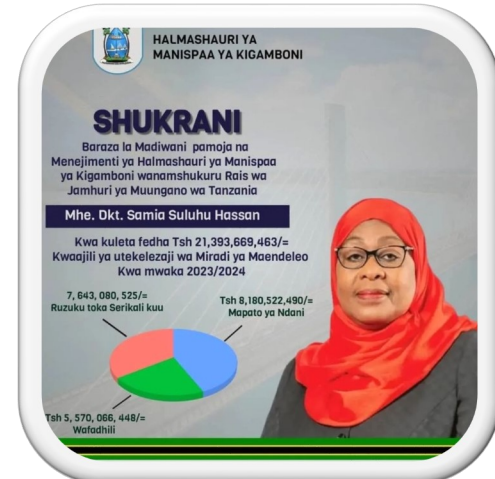 HALMASHAURI YA
MANISPAA YA KIGAMBONI
SHUKRANI
Baraza la Madiwani pamoja na
Menejimenti ya Halmashauri ya Manispaa
ya Kigamboni wanamshukuru Rais wa
Jamhuri ya Muungano wa Tanzania
Mhe. Dkt. Samia Suluhu Hassan
Kwa kuleta fedha Tsh 21,393,669,463/=
Kwaajili ya utekelezaji wa Miradi ya Maendeleo
Kwa mwaka 2023/2024
7, 643, 080, 525/=
Ruzuku toka Serikali kuu
Tsh 8,180,522,490/=
Mapato ya Ndani
Tsh 5, 570, 066, 448/=
Wafadhili